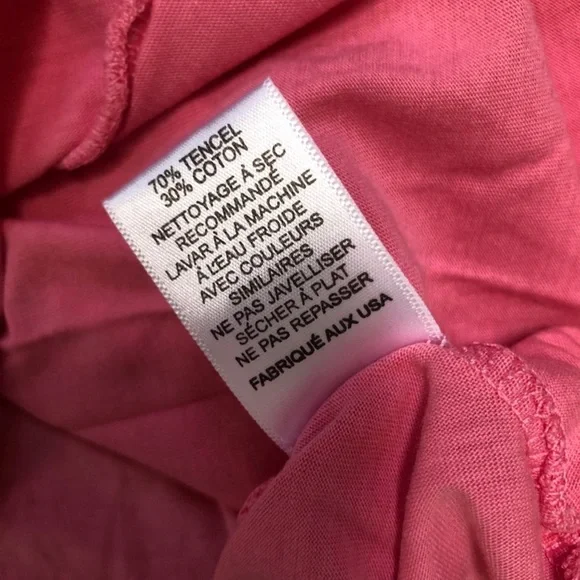 70% TENCEL
30% COTON
NETTOYAGE À SEC
RECOMMANDÉ
LAVAR À LA MACHINE
À L'EAU FROIDE
AVEC COULEURS
SIMILAIRES
NE PAS JAVELLISER
SÉCHER À PLAT
NE PAS REPASSER
FABRIQUÉ AUX USA